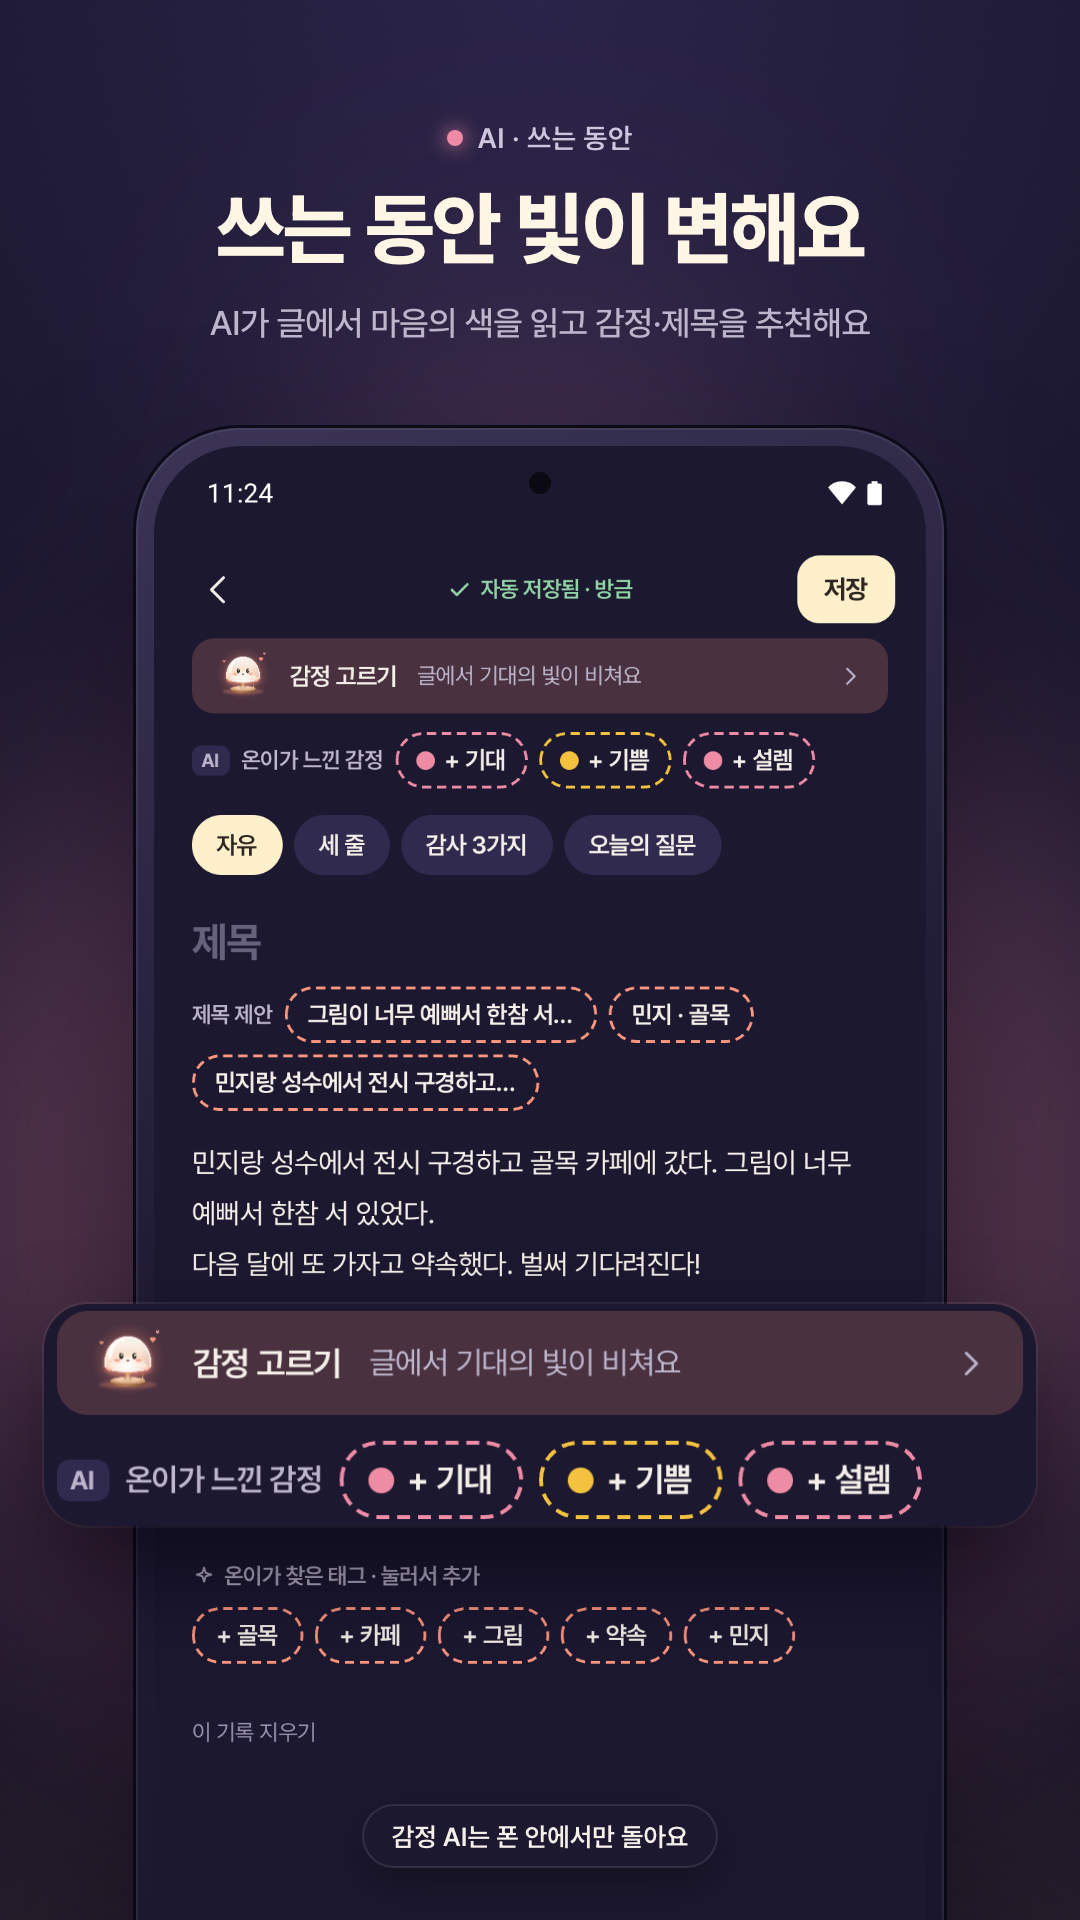 AI · 쓰는 동안
쓰는 동안 빛이 변해요
AI가 글에서 마음의 색을 읽고 감정·제목을 추천해요
11:24
자동 저장됨 · 방금
저장
감정 고르기 글에서 기대의 빛이 비쳐요
AI 온이가 느낀 감정 + 기대 + 기쁨 + 설렘
자유 세 줄 감사 3가지 오늘의 질문
제목
제목 제안 그림이 너무 예뻐서 한참 서... 민지 · 골목
민지랑 성수에서 전시 구경하고...
민지랑 성수에서 전시 구경하고 골목 카페에 갔다. 그림이 너무
예뻐서 한참 서 있었다.
다음 달에 또 가자고 약속했다. 벌써 기다려진다!
감정 고르기 글에서 기대의 빛이 비쳐요
AI 온이가 느낀 감정 + 기대 + 기쁨 + 설렘
온이가 찾은 태그 · 눌러서 추가
+ 골목 + 카페 + 그림 + 약속 + 민지
이 기록 지우기
감정 AI는 폰 안에서만 돌아요